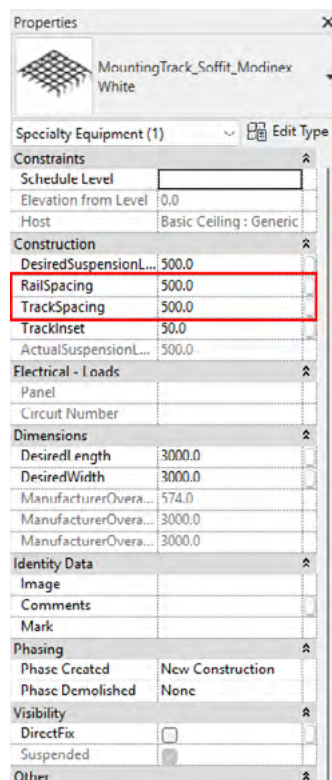 Properties
MountingTrack_Soffit_Modinex
White
Specialty Equipment (1) Edit Type
Constraints
Schedule Level
Elevation from Level 0.0
Host Basic Ceiling : Generic
Construction
DesiredSuspensionL... 500.0
RailSpacing 500.0
TrackSpacing 500.0
TrackInset 50.0
ActualSuspensionL... 500.0
Electrical - Loads
Panel
Circuit Number
Dimensions
DesiredLength 3000.0
DesiredWidth 3000.0
ManufacturerOvera... 574.0
ManufacturerOvera... 3000.0
ManufacturerOvera... 3000.0
Identity Data
Image
Comments
Mark
Phasing
Phase Created New Construction
Phase Demolished None
Visibility
DirectFix
Suspended
Other